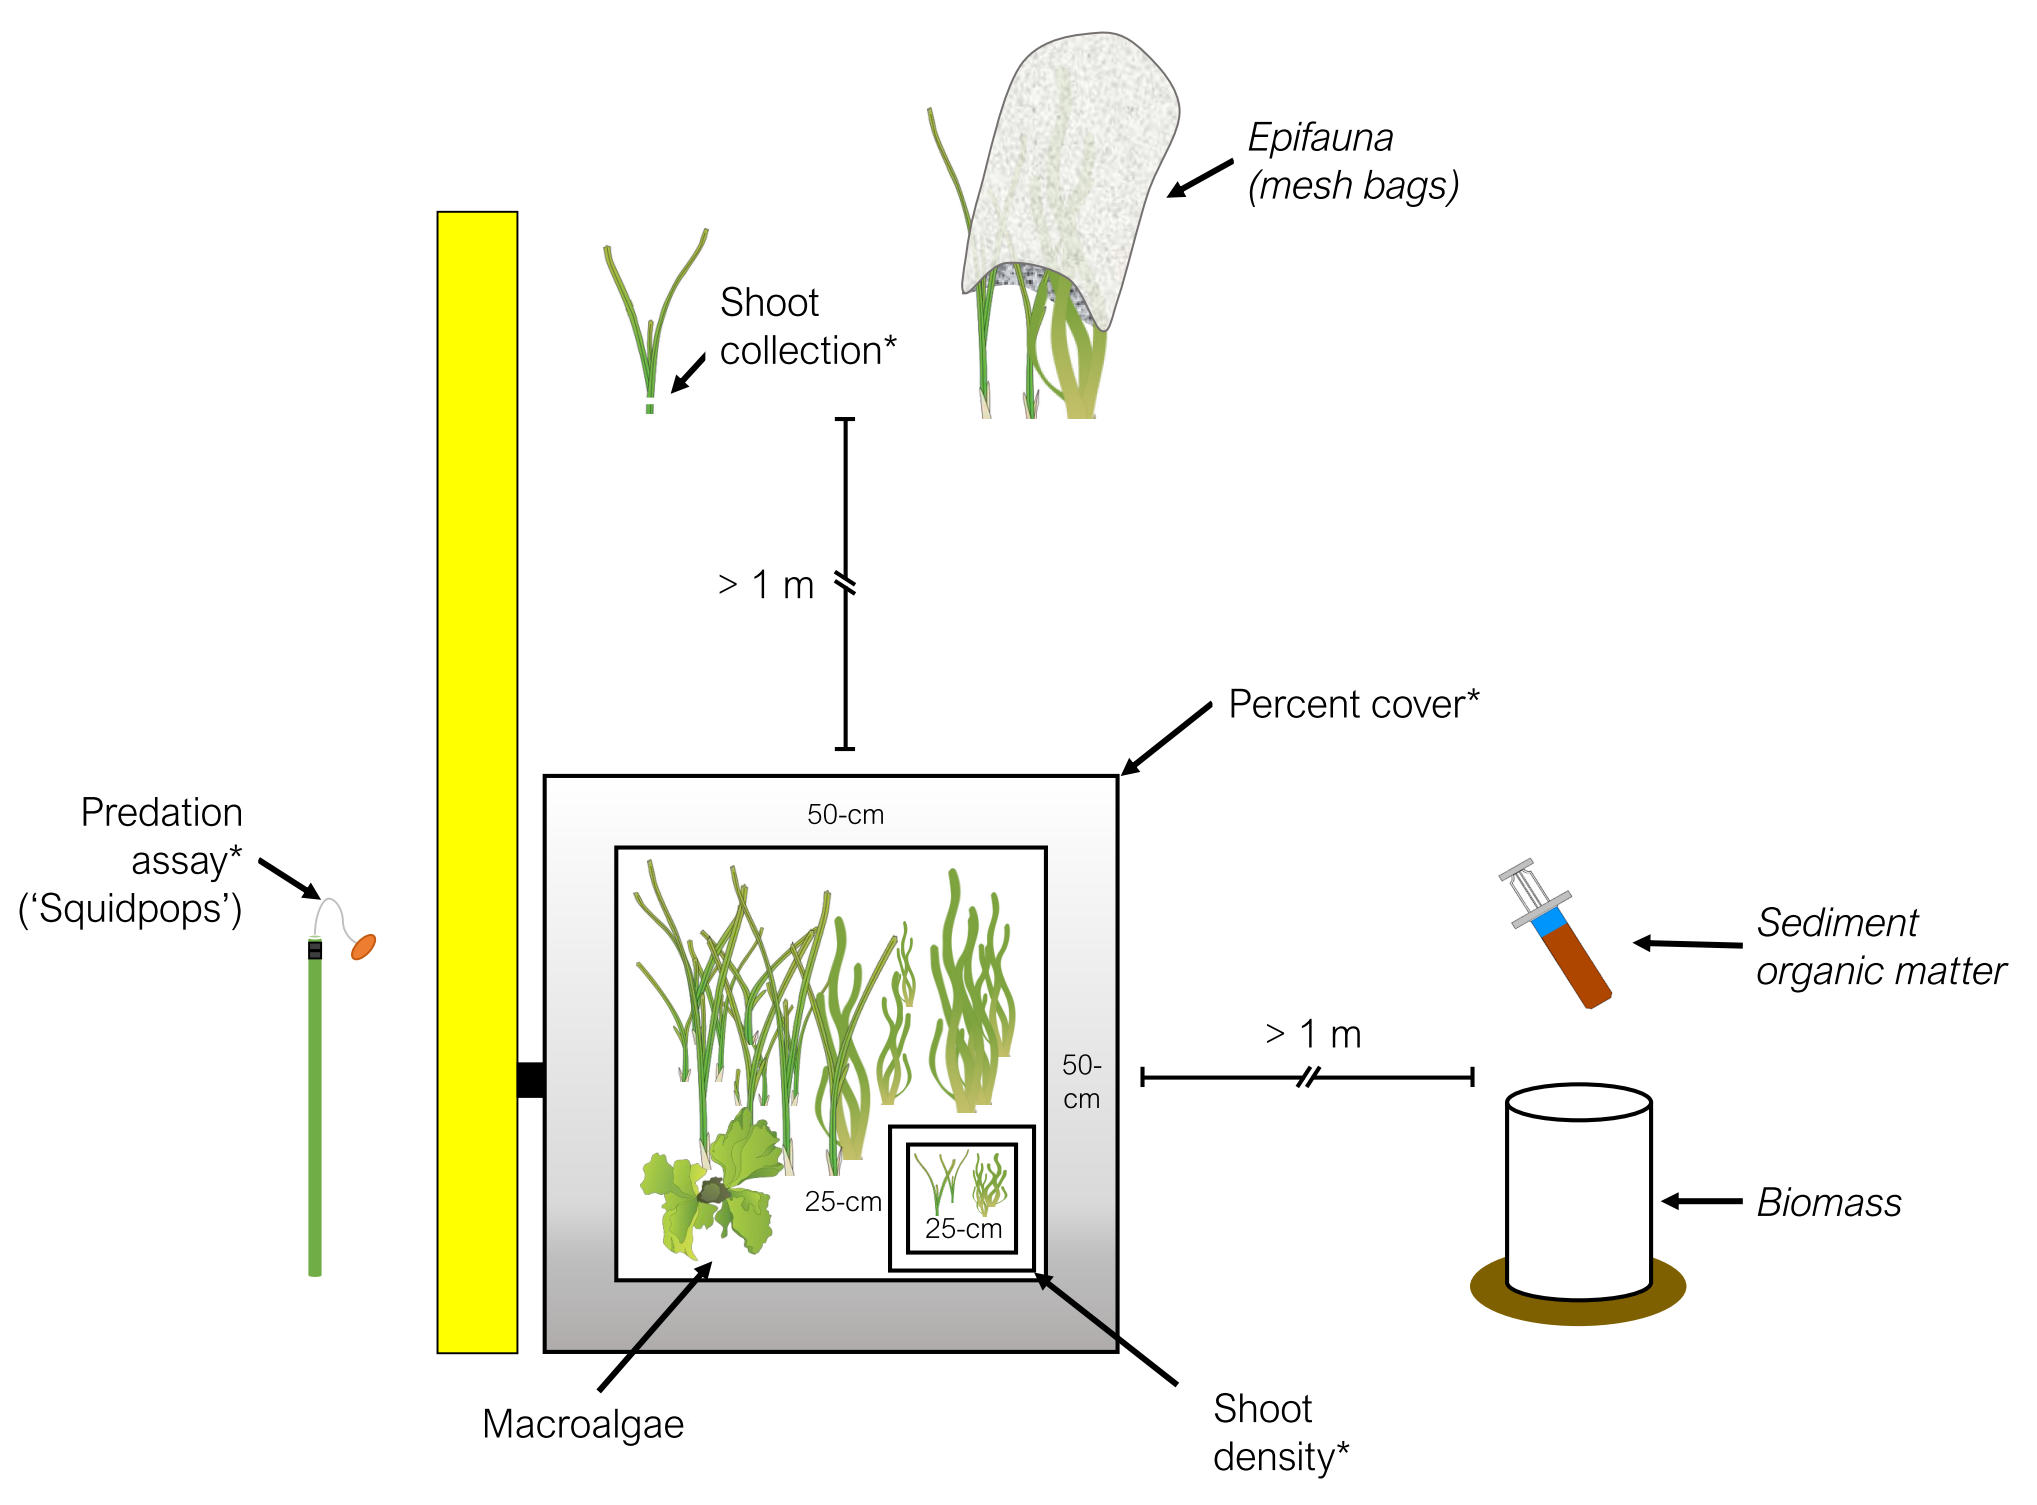 Epifauna
(mesh bags)
Shoot
collection*
> 1 m
Percent cover*
Predation
assay*
('Squidpops')
50-cm
50-
cm
Sediment
organic matter
> 1 m
25-cm
25-cm
Biomass
Macroalgae
Shoot
density*